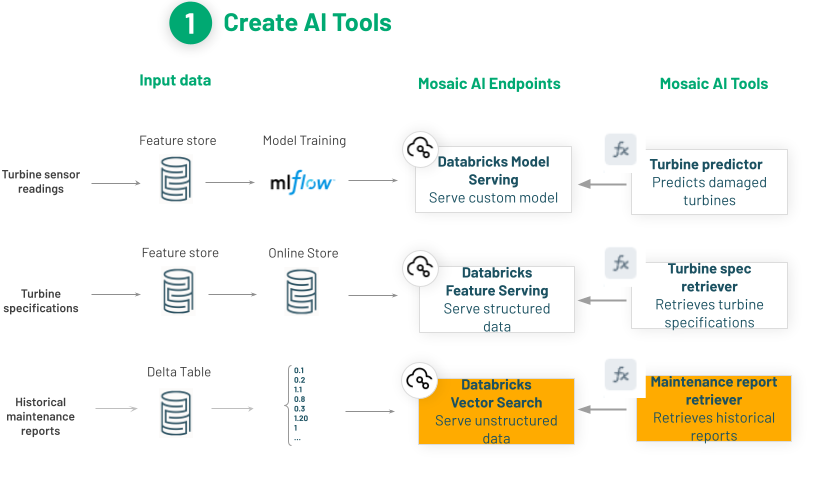 1 Create AI Tools
Input data
Mosaic AI Endpoints
Mosaic AI Tools
Turbine sensor
readings
Feature store
Model Training
mlflow
Databricks Model
Serving
Serve custom model
fx
Turbine predictor
Predicts damaged
turbines
Turbine
specifications
Feature store
Online Store
Databricks
Feature Serving
Serve structured
data
fx
Turbine spec
retriever
Retrieves turbine
specifications
Historical
maintenance
reports
Delta Table
0.1
0.2
1.1
0.8
0.3
1.20
1
...
Databricks
Vector Search
Serve unstructured
data
fx
Maintenance report
retriever
Retrieves historical
reports